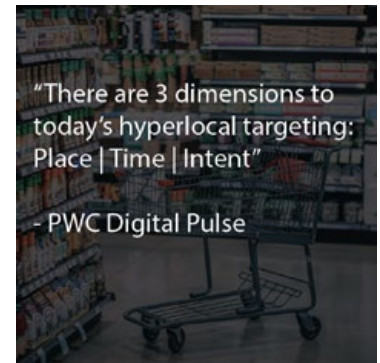 “There are 3 dimensions to
today’s hyperlocal targeting:
Place | Time | Intent”
- PWC Digital Pulse